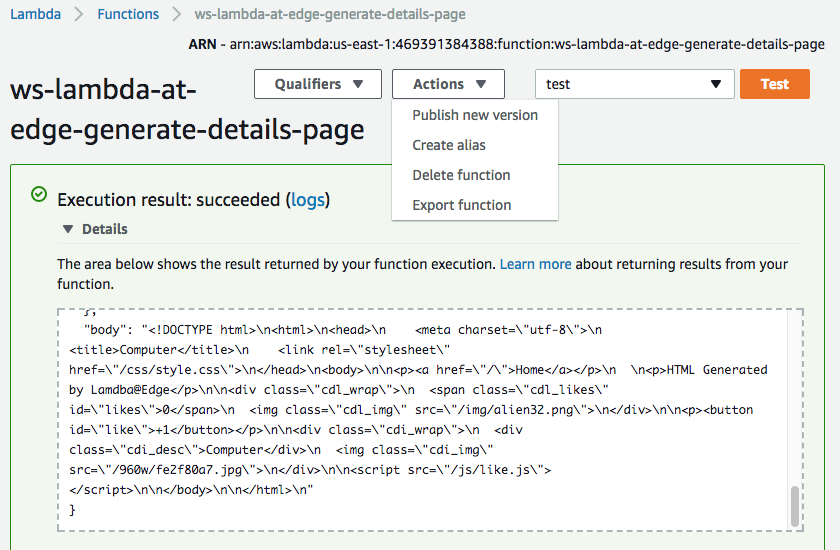 Lambda > Functions > ws-lambda-at-edge-generate-details-page
ARN - arn:aws:lambda:us-east-1:469391384388:function:ws-lambda-at-edge-generate-details-page
ws-lambda-at-
edge-generate-details-page
Qualifiers Actions test Test
Publish new version
Create alias
Delete function
Export function
Execution result: succeeded (logs)
Details
The area below shows the result returned by your function execution. Learn more about returning results from your
function.
},
"body": "<!DOCTYPE html>\n<html>\n<head>\n    <meta charset=\"utf-8\">\n
<title>Computer</title>\n    <link rel=\"stylesheet\"
href=\"/css/style.css\">\n</head>\n<body>\n\n<p><a href=\"/\">Home</a></p>\n  \n<p>HTML Generated
by Lamdba@Edge</p>\n\n<div class=\"cdl_wrap\">\n  <span class=\"cdl_likes\"
id=\"likes\">0</span>\n  <img class=\"cdl_img\" src=\"/img/alien32.png\">\n</div>\n\n<p><button
id=\"like\">+1</button></p>\n\n<div class=\"cdi_wrap\">\n  <div
class=\"cdi_desc\">Computer</div>\n  <img class=\"cdi_img\"
src=\"/960w/fe2f80a7.jpg\">\n</div>\n\n<script src=\"/js/like.js\">
</script>\n\n</body>\n\n</html>\n"
}